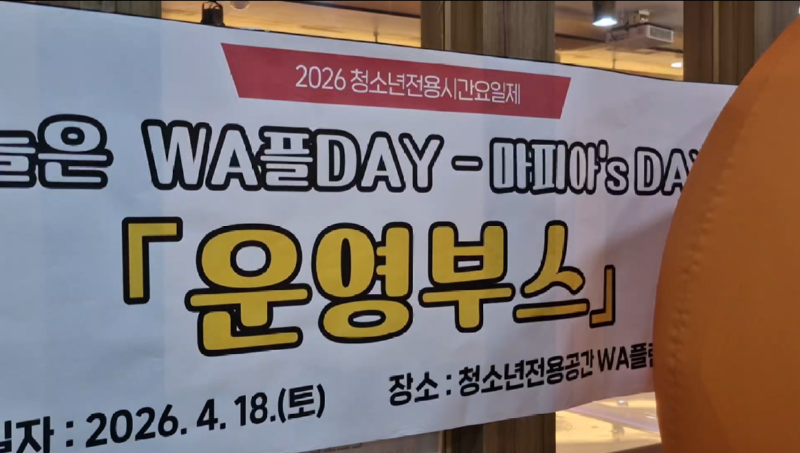 2026 청소년전용시간요일제
늘은 WA플DAY - 마피아's DAY
「운영부스」
일자 : 2026. 4. 18.(토)
장소 : 청소년전용공간 WA플